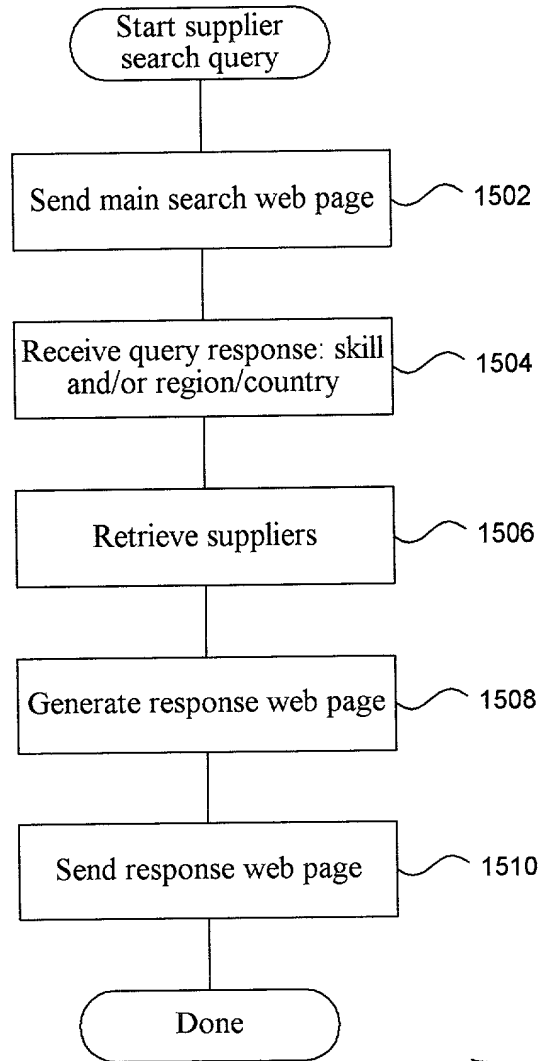 Start supplier
search query
Send main search web page
1502
Receive query response: skill
and/or region/country
1504
Retrieve suppliers
1506
Generate response web page
1508
Send response web page
1510
Done